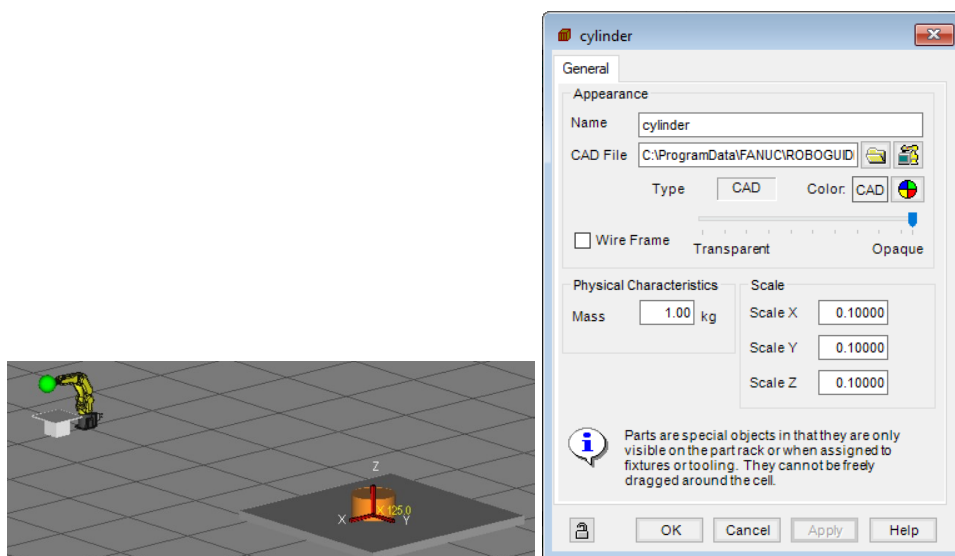 Z
X 125.0
X
Y
cylinder
General
Appearance
Name
cylinder
CAD File
C:\ProgramData\FANUC\ROBOGUID
Type
CAD
Color:
CAD
Wire Frame
Transparent
Opaque
Physical Characteristics
Mass
1.00
kg
Scale
Scale X
0.10000
Scale Y
0.10000
Scale Z
0.10000
Parts are special objects in that they are only
visible on the part rack or when assigned to
fixtures or tooling. They cannot be freely
dragged around the cell.
OK
Cancel
Apply
Help